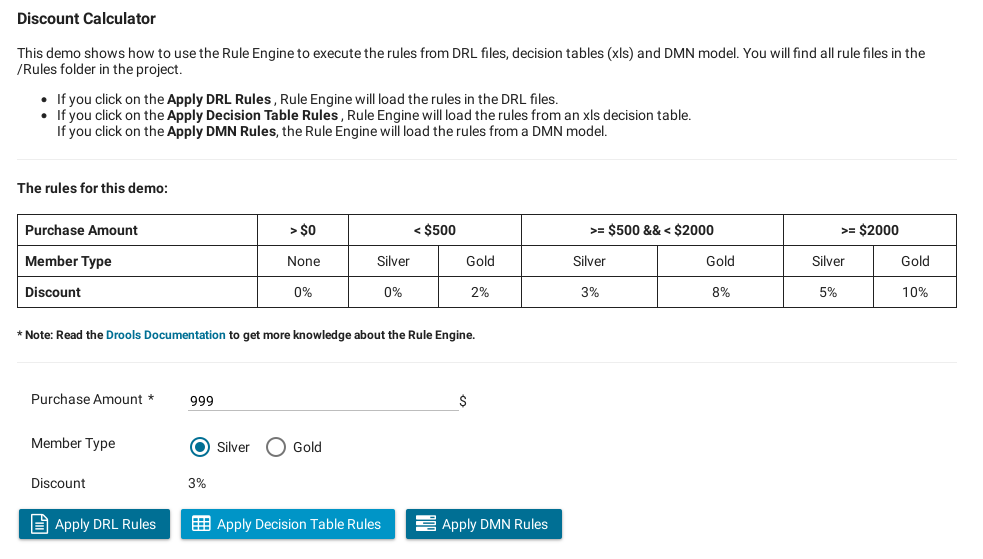 Discount Calculator
This demo shows how to use the Rule Engine to execute the rules from DRL files, decision tables (xls) and DMN model. You will find all rule files in the
/Rules folder in the project.
• If you click on the Apply DRL Rules , Rule Engine will load the rules in the DRL files.
• If you click on the Apply Decision Table Rules , Rule Engine will load the rules from an xls decision table.
If you click on the Apply DMN Rules, the Rule Engine will load the rules from a DMN model.
The rules for this demo:
Purchase Amount > $0 < $500 >= $500 && < $2000 >= $2000
Member Type None Silver Gold Silver Gold Silver Gold
Discount 0% 0% 2% 3% 8% 5% 10%
* Note: Read the Drools Documentation to get more knowledge about the Rule Engine.
Purchase Amount * 999 $
Member Type Silver Gold
Discount 3%
Apply DRL Rules Apply Decision Table Rules Apply DMN Rules